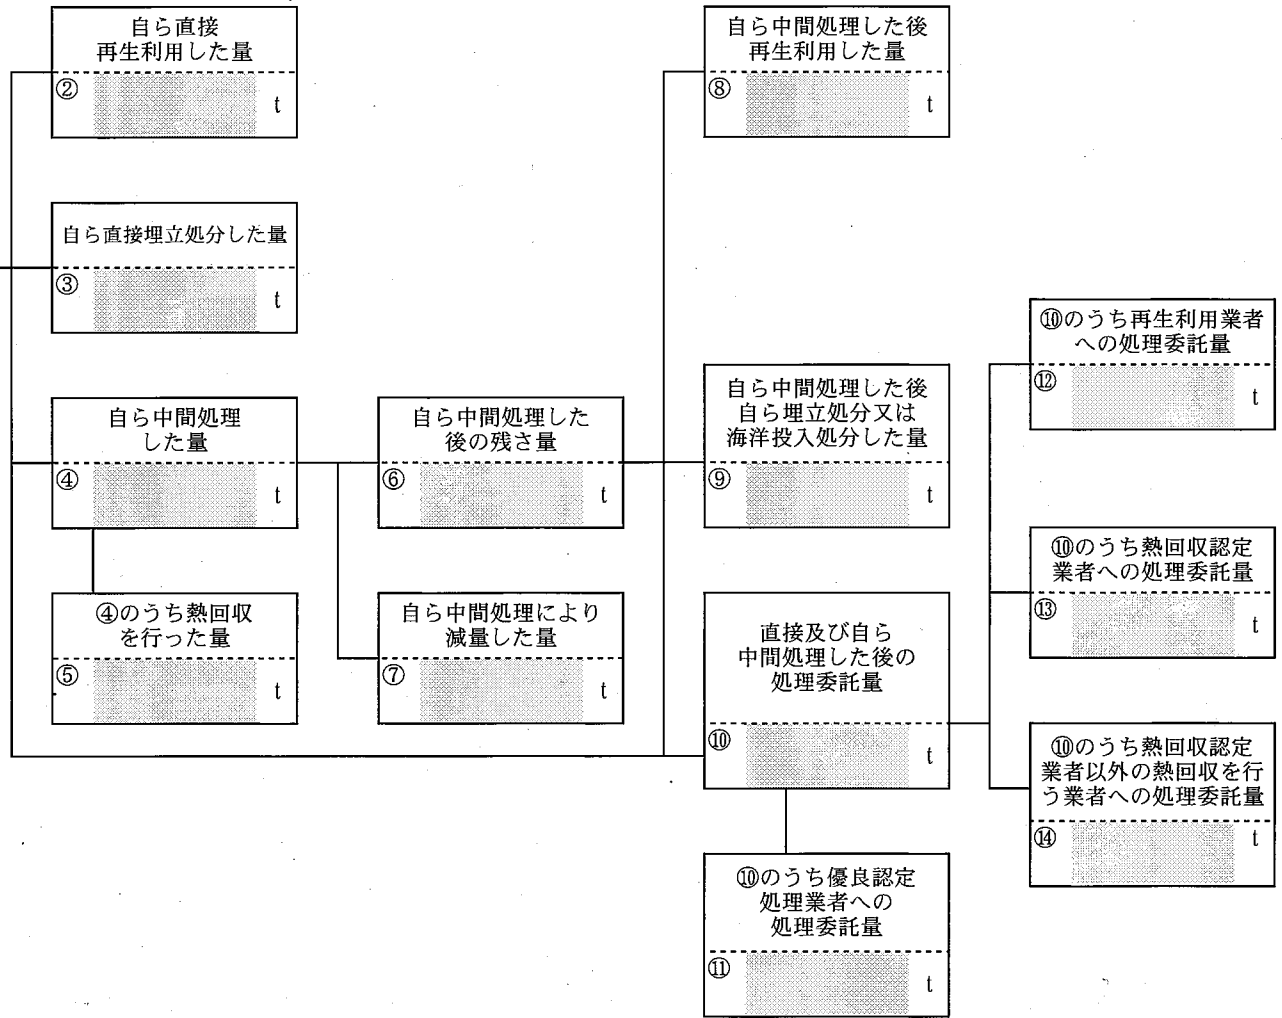 自ら直接
再生利用した量
② t
自ら直接埋立処分した量
③ t
自ら中間処理
した量
④ t
④のうち熱回収
を行った量
⑤ t
自ら中間処理した
後の残さ量
⑥ t
自ら中間処理により
減量した量
⑦ t
自ら中間処理した後
再生利用した量
⑧ t
自ら中間処理した後
自ら埋立処分又は
海洋投入処分した量
⑨ t
直接及び自ら
中間処理した後の
処理委託量
⑩ t
⑩のうち優良認定
処理業者への
処理委託量
⑪ t
⑩のうち再生利用業者
への処理委託量
⑫ t
⑩のうち熱回収認定
業者への処理委託量
⑬ t
⑩のうち熱回収認定
業者以外の熱回収を行
う業者への処理委託量
⑭ t